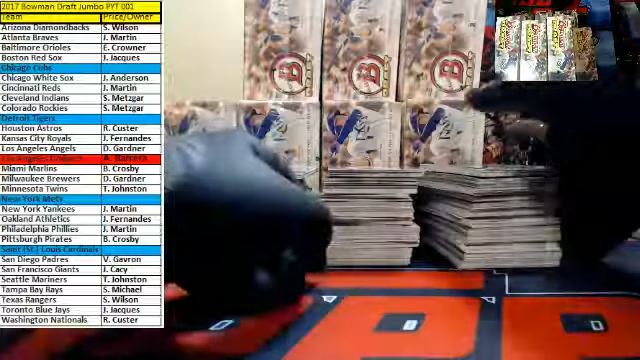 2017 Bowman Draft Jumbo PYT 001
Team Price/Owner
Arizona Diamondbacks S. Wilson
Atlanta Braves J. Martin
Baltimore Orioles E. Crowner
Boston Red Sox J. Jacques
Chicago Cubs
Chicago White Sox J. Anderson
Cincinnati Reds J. Martin
Cleveland Indians S. Metzgar
Colorado Rockies S. Metzgar
Detroit Tigers
Houston Astros R. Custer
Kansas City Royals J. Fernandes
Los Angeles Angels D. Gardner
Los Angeles Dodgers A. Barrera
Miami Marlins B. Crosby
Milwaukee Brewers D. Gardner
Minnesota Twins T. Johnston
New York Mets
New York Yankees J. Martin
Oakland Athletics J. Fernandes
Philadelphia Phillies J. Martin
Pittsburgh Pirates B. Crosby
Saint (St.) Louis Cardinals
San Diego Padres V. Gavron
San Francisco Giants J. Cacy
Seattle Mariners T. Johnston
Tampa Bay Rays S. Michael
Texas Rangers S. Wilson
Toronto Blue Jays J. Jacques
Washington Nationals R. Custer